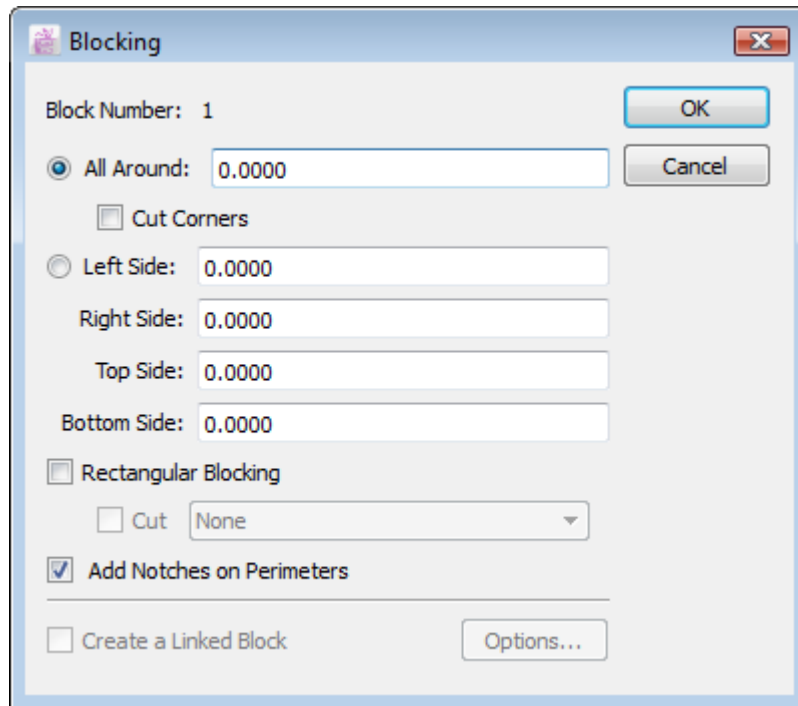 Blocking
Block Number: 1
OK
All Around: 0.0000
Cancel
Cut Corners
Left Side: 0.0000
Right Side: 0.0000
Top Side: 0.0000
Bottom Side: 0.0000
Rectangular Blocking
Cut None
Add Notches on Perimeters
Create a Linked Block Options...